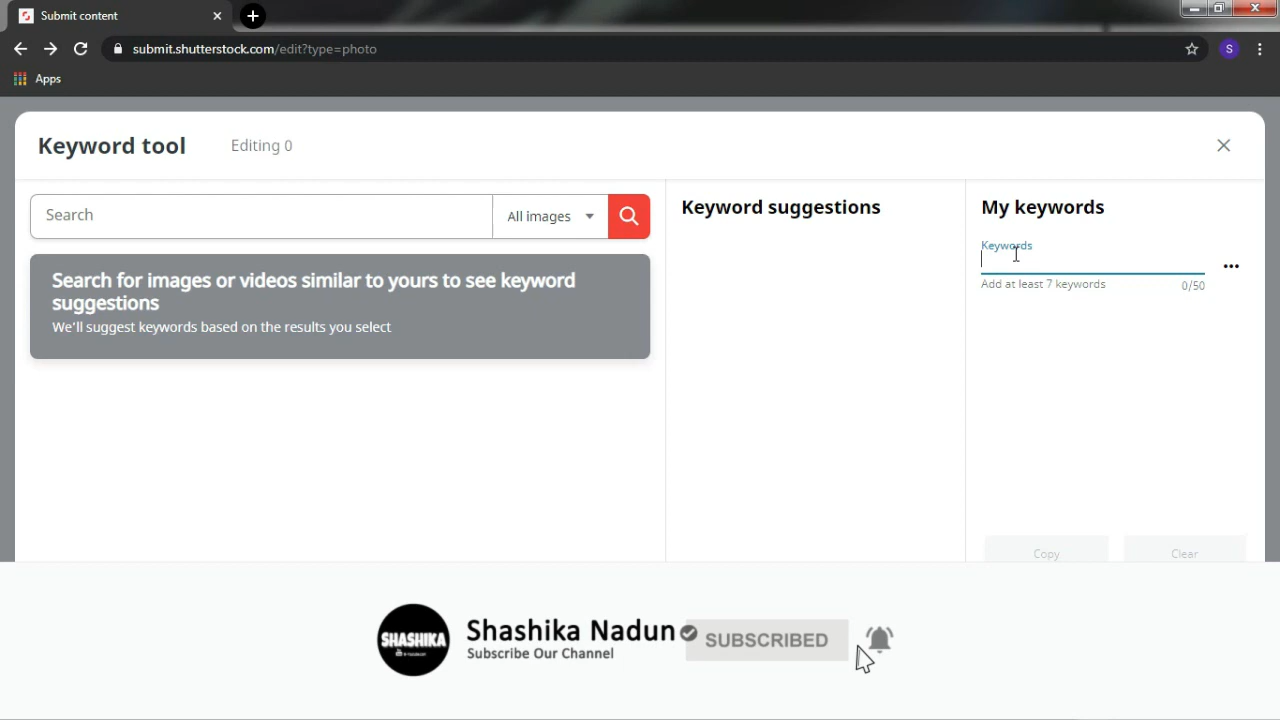 Submit content
submit.shutterstock.com/edit?type=photo
S
Apps
Keyword tool
Editing 0
Search
All images
Search for images or videos similar to yours to see keyword
suggestions
We'll suggest keywords based on the results you select
Keyword suggestions
My keywords
Keywords
Add at least 7 keywords
0/50
Copy
Clear
SHASHIKA
Shashika Nadun
Subscribe Our Channel
SUBSCRIBED